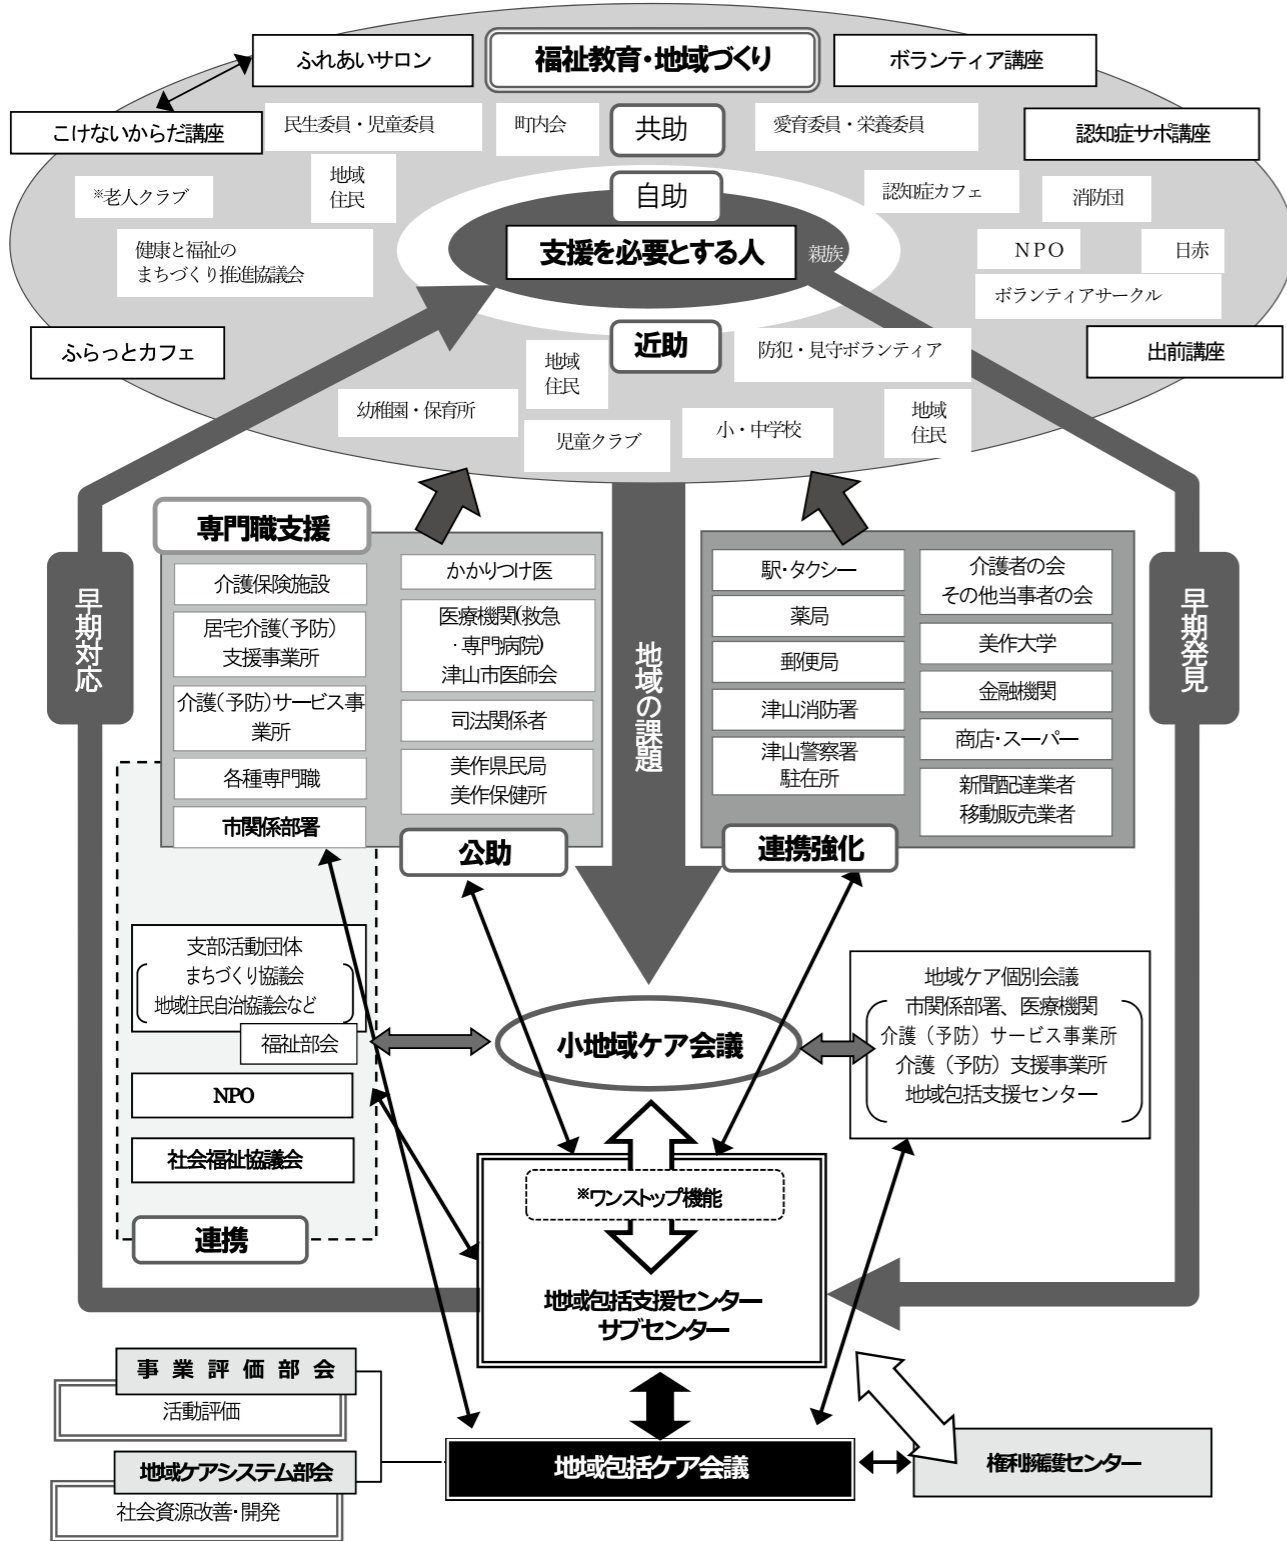 ふれあいサロン
福祉教育・地域づくり
ボランティア講座
こけないからだ講座
民生委員・児童委員
町内会
共助
愛育委員・栄養委員
認知症サポ講座
※老人クラブ
地域
住民
自助
認知症カフェ
消防団
健康と福祉の
まちづくり推進協議会
支援を必要とする人
親族
NPO
日赤
ボランティアサークル
ふらっとカフェ
近助
地域
住民
防犯・見守ボランティア
出前講座
幼稚園・保育所
児童クラブ
小・中学校
地域
住民
専門職支援
介護保険施設
居宅介護(予防)
支援事業所
介護(予防)サービス事
業所
各種専門職
市関係部署
かかりつけ医
医療機関(救急
・専門病院)
津山市医師会
司法関係者
美作県民局
美作保健所
公助
早期対応
地域の課題
駅・タクシー
薬局
郵便局
津山消防署
津山警察署
駐在所
介護者の会
その他当事者の会
美作大学
金融機関
商店・スーパー
新聞配達業者
移動販売業者
連携強化
早期発見
支部活動団体
まちづくり協議会
地域住民自治協議会など
福祉部会
NPO
社会福祉協議会
連携
小地域ケア会議
地域ケア個別会議
市関係部署、医療機関
介護（予防）サービス事業所
介護（予防）支援事業所
地域包括支援センター
※ワンストップ機能
地域包括支援センター
サブセンター
事業評価部会
活動評価
地域ケアシステム部会
社会資源改善・開発
地域包括ケア会議
権利擁護センター